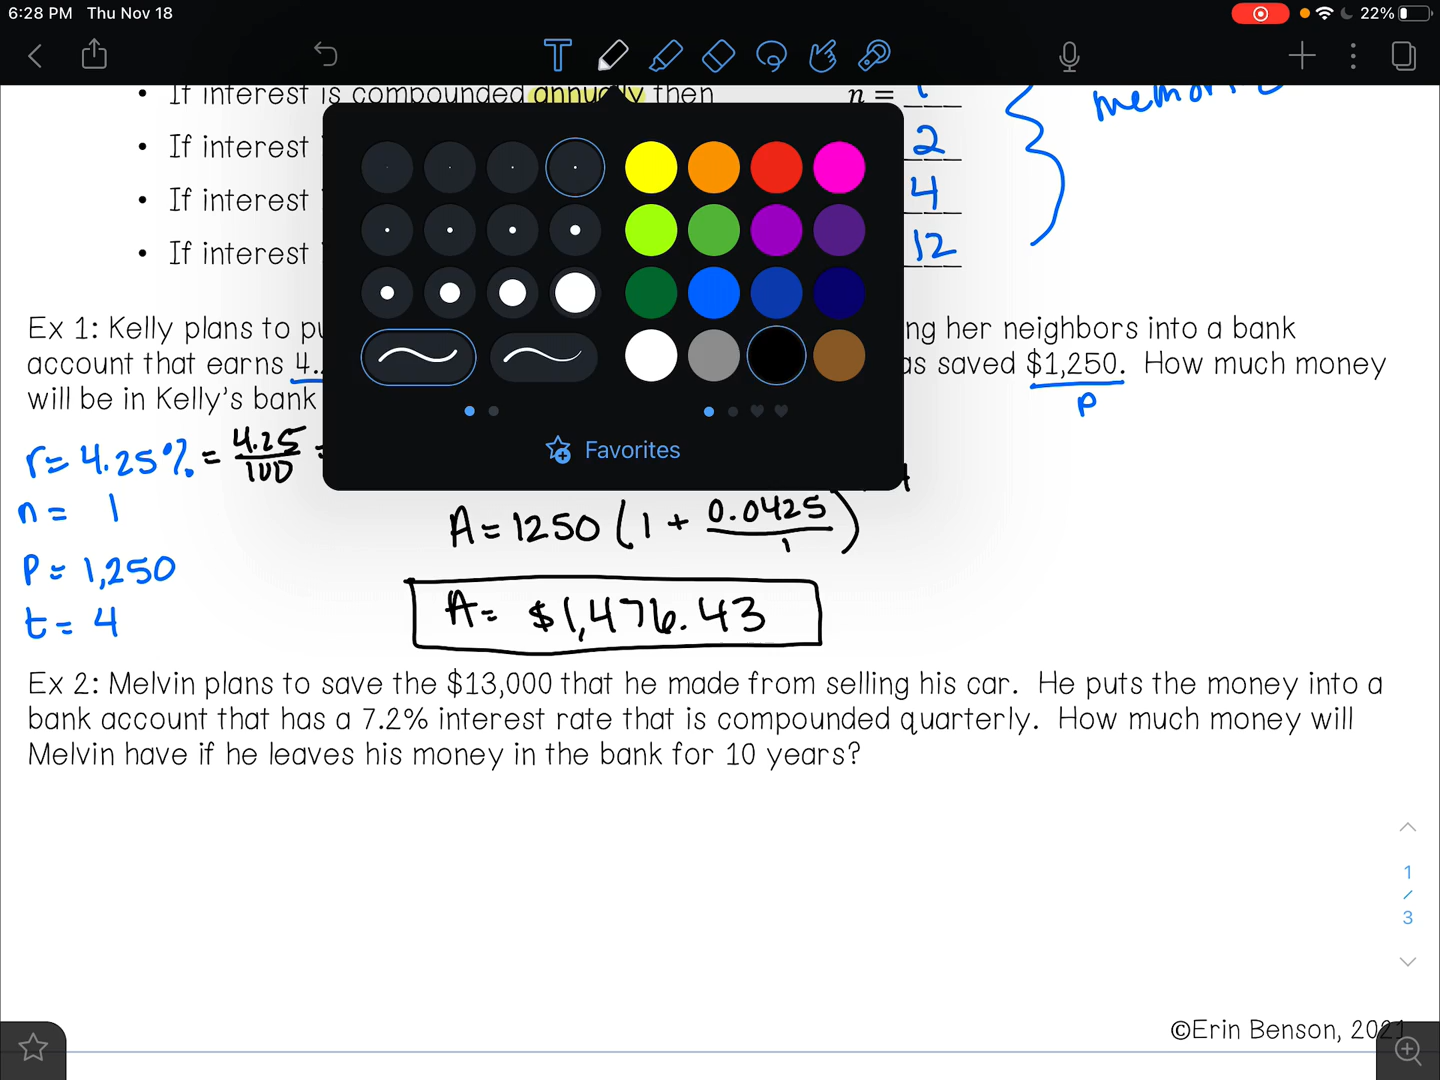 6:28 PM Thu Nov 18
22%
T
• If interest is compounded annually then n = 1
memori
• If interest 2
• If interest 4
• If interest 12
Ex 1: Kelly plans to pu ng her neighbors into a bank
account that earns 4. as saved $1,250. How much money
will be in Kelly's bank
P
Favorites
r = 4.25% = 4.25/100 =
n = 1
P = 1,250
t = 4
4
A = 1250 (1 + 0.0425/1)
A = $1,476.43
Ex 2: Melvin plans to save the $13,000 that he made from selling his car. He puts the money into a
bank account that has a 7.2% interest rate that is compounded quarterly. How much money will
Melvin have if he leaves his money in the bank for 10 years?
1
/
3
©Erin Benson, 2021